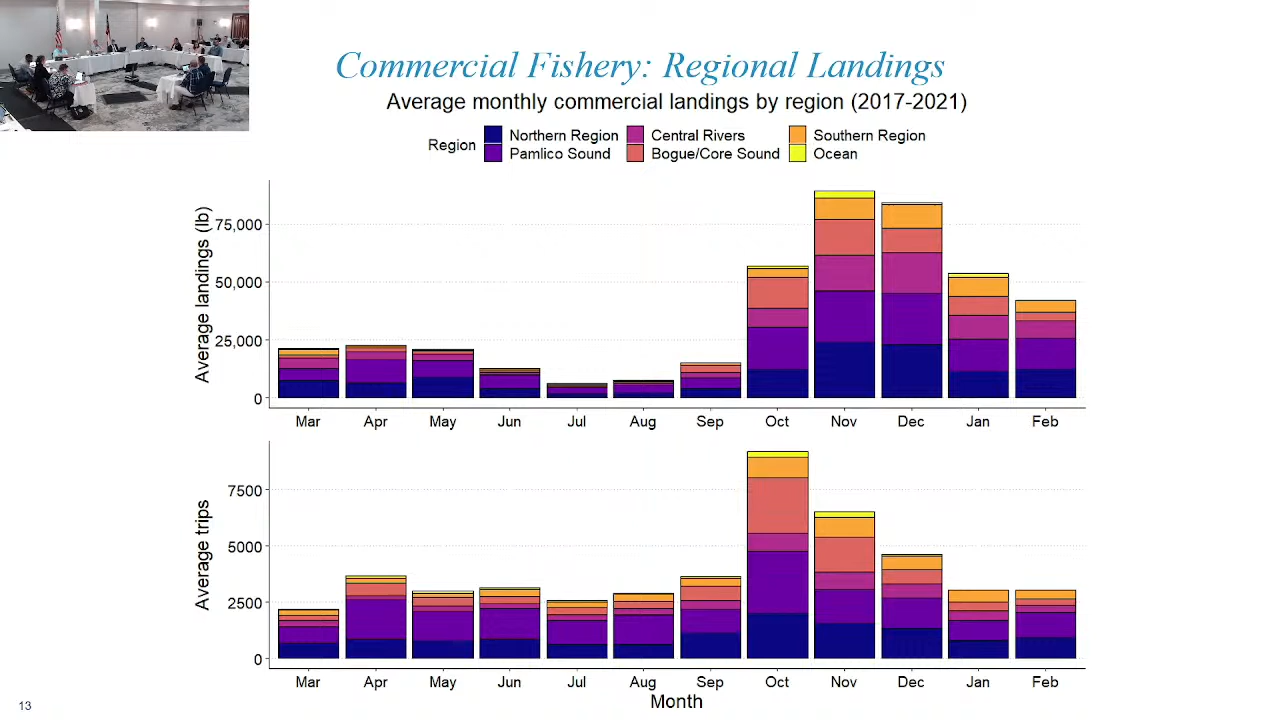 Commercial Fishery: Regional Landings
Average monthly commercial landings by region (2017-2021)
Region
Northern Region
Central Rivers
Southern Region
Pamlico Sound
Bogue/Core Sound
Ocean
Average landings (lb)
75,000
50,000
25,000
0
Mar Apr May Jun Jul Aug Sep Oct Nov Dec Jan Feb
Average trips
7500
5000
2500
0
Mar Apr May Jun Jul Aug Sep Oct Nov Dec Jan Feb
Month
13